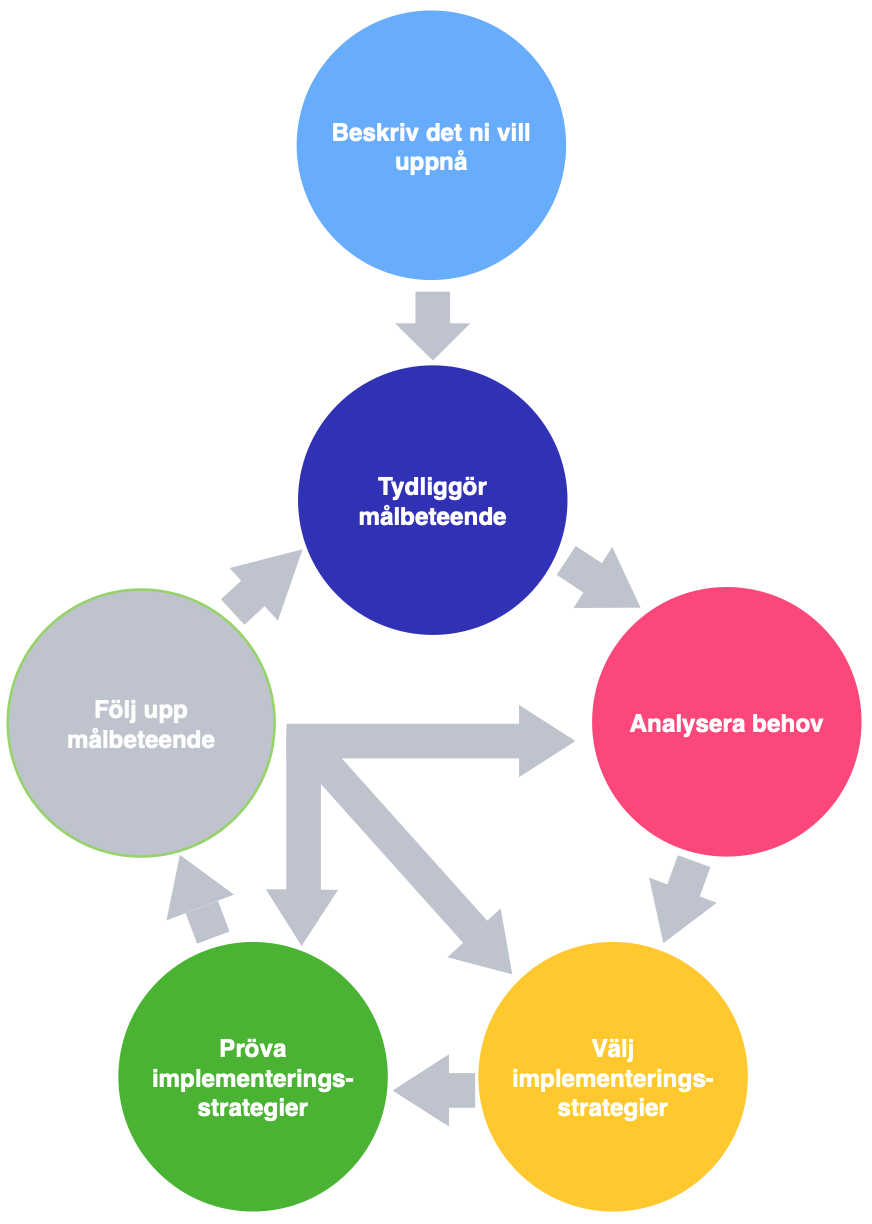 Beskriv det ni vill
uppnå
Tydliggör
målbeteende
Följ upp
målbeteende
Analysera behov
Pröva
implementerings-
strategier
Välj
implementerings-
strategier